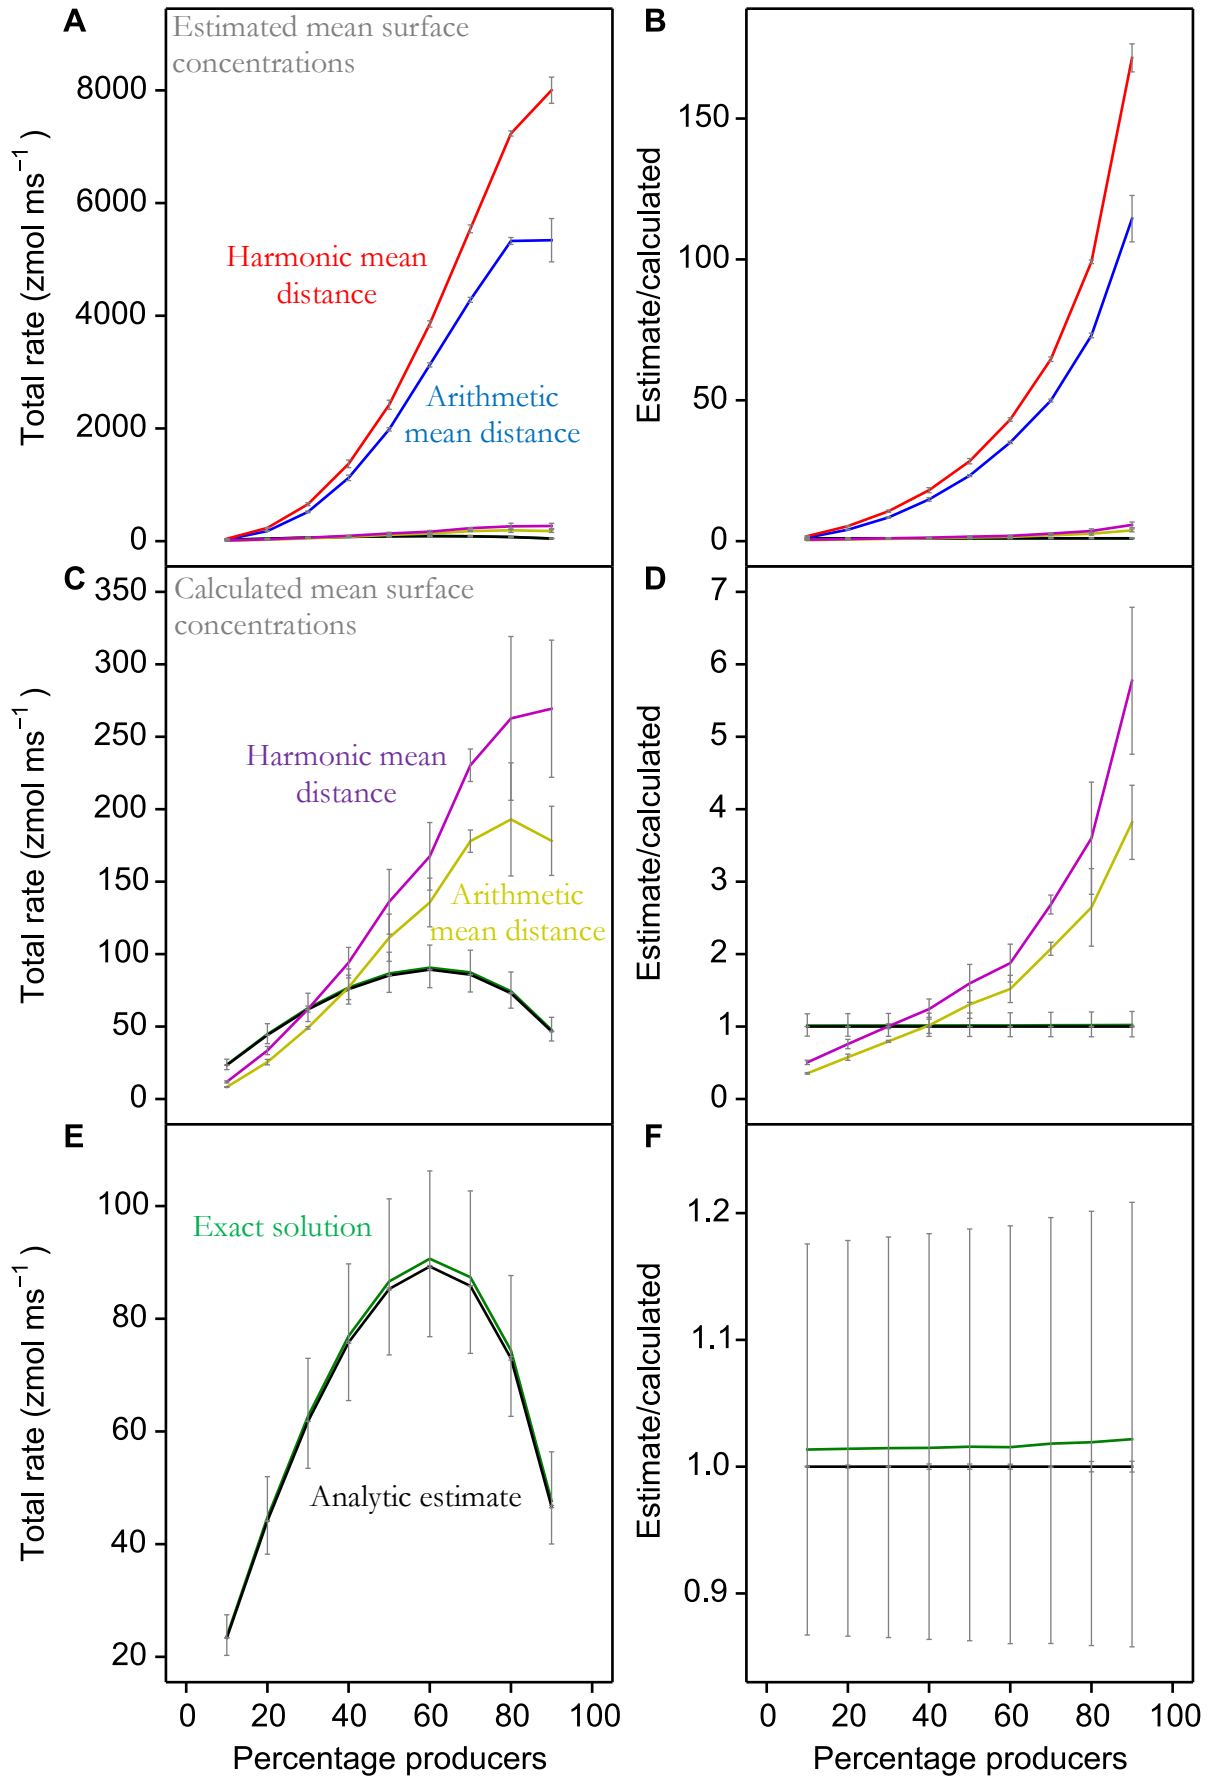 A
Estimated mean surface
concentrations
8000
6000
4000
2000
0
Total rate (zmol ms⁻¹ )
Harmonic mean
distance
Arithmetic
mean distance
B
150
100
50
0
Estimate/calculated
C
Calculated mean surface
concentrations
350
300
250
200
150
100
50
0
Total rate (zmol ms⁻¹ )
Harmonic mean
distance
Arithmetic
mean distance
D
7
6
5
4
3
2
1
0
Estimate/calculated
E
100
80
60
40
20
Total rate (zmol ms⁻¹ )
Exact solution
Analytic estimate
0 20 40 60 80 100
Percentage producers
F
1.2
1.1
1.0
0.9
Estimate/calculated
0 20 40 60 80 100
Percentage producers